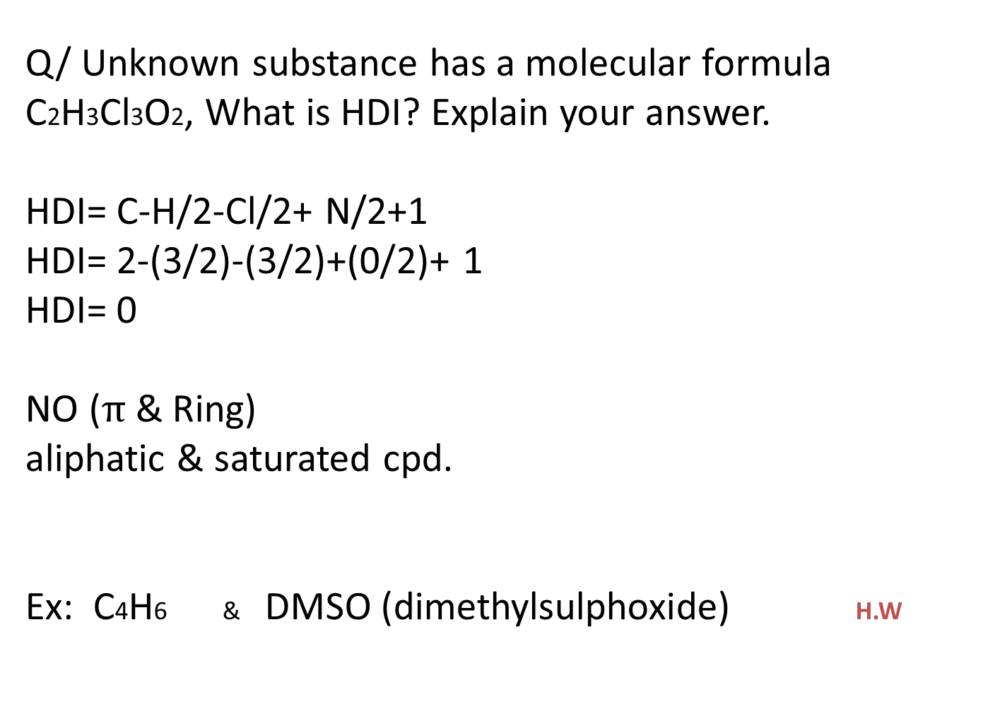 Q/ Unknown substance has a molecular formula
C2H3Cl3O2, What is HDI? Explain your answer.
HDI= C-H/2-Cl/2+ N/2+1
HDI= 2-(3/2)-(3/2)+(0/2)+ 1
HDI= 0
NO (π & Ring)
aliphatic & saturated cpd.
Ex: C4H6 & DMSO (dimethylsulphoxide) H.W